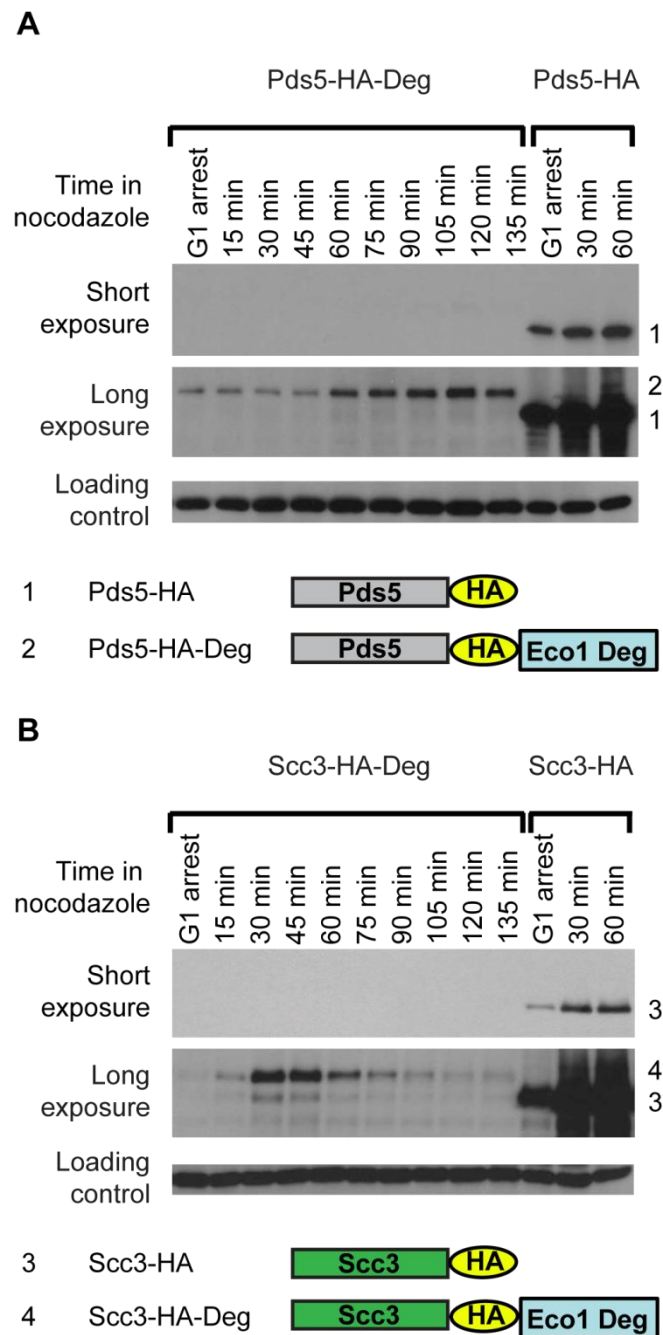 A
Pds5-HA-Deg Pds5-HA
Time in nocodazole
G1 arrest 15 min 30 min 45 min 60 min 75 min 90 min 105 min 120 min 135 min G1 arrest 30 min 60 min
Short exposure
1
Long exposure
2
1
Loading control
1 Pds5-HA Pds5 HA
2 Pds5-HA-Deg Pds5 HA Eco1 Deg
B
Scc3-HA-Deg Scc3-HA
Time in nocodazole
G1 arrest 15 min 30 min 45 min 60 min 75 min 90 min 105 min 120 min 135 min G1 arrest 30 min 60 min
Short exposure
3
Long exposure
4
3
Loading control
3 Scc3-HA Scc3 HA
4 Scc3-HA-Deg Scc3 HA Eco1 Deg